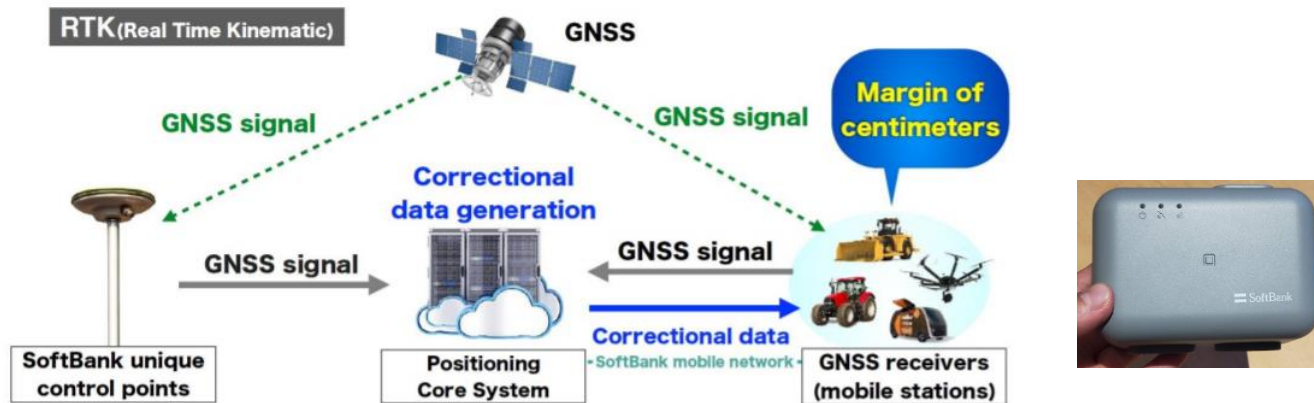 RTK(Real Time Kinematic)
GNSS
GNSS signal
GNSS signal
Margin of
centimeters
Correctional
data generation
GNSS signal
GNSS signal
Correctional data
SoftBank mobile network
SoftBank unique
control points
Positioning
Core System
GNSS receivers
(mobile stations)
SoftBank